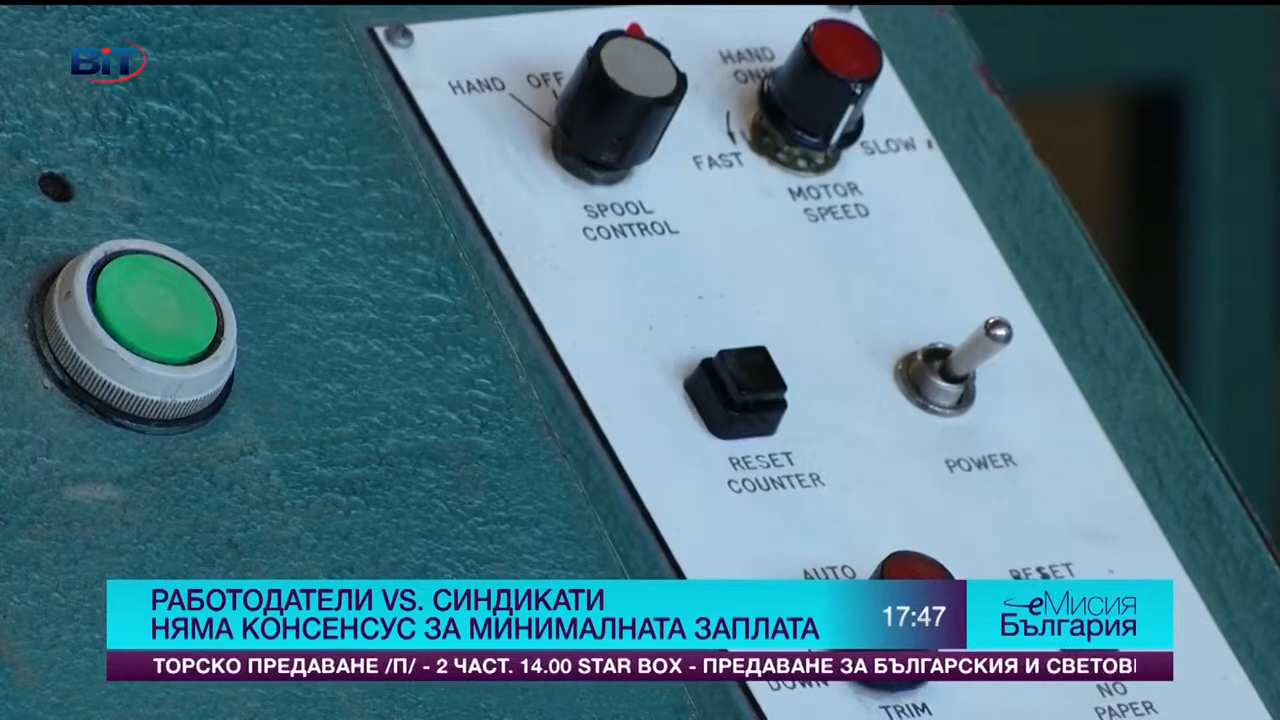 BiT
HAND OFF
HAND
FAST
SLOW
SPOOL
CONTROL
MOTOR
SPEED
RESET
COUNTER
POWER
AUTO
RESET
РАБОТОДАТЕЛИ VS. СИНДИКАТИ
НЯМА КОНСЕНСУС ЗА МИНИМАЛНАТА ЗАПЛАТА
17:47
еМисия
България
ТОРСКО ПРЕДАВАНЕ /П/ - 2 ЧАСТ. 14.00 STAR BOX - ПРЕДАВАНЕ ЗА БЪЛГАРСКИЯ И СВЕТОВ
DOWN
TRIM
NO
PAPER